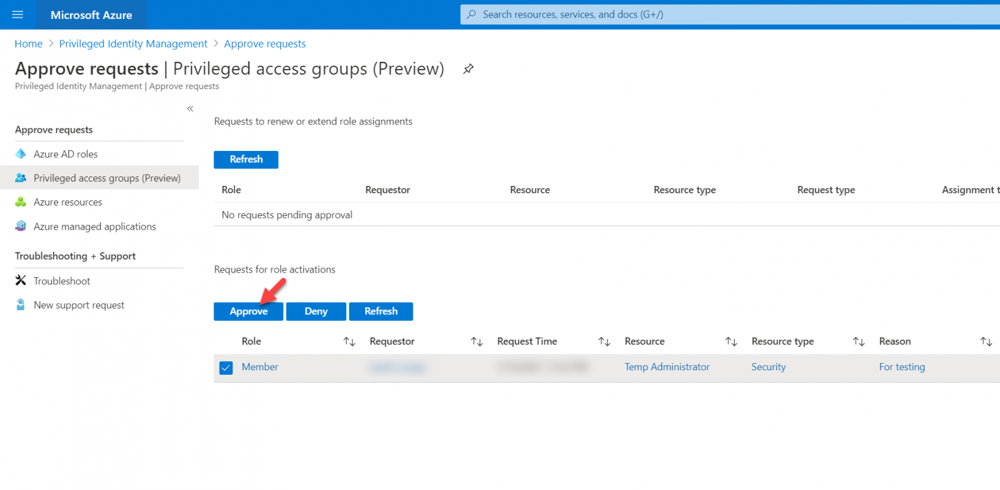 Microsoft Azure
Search resources, services, and docs (G+/)
Home > Privileged Identity Management > Approve requests
Approve requests | Privileged access groups (Preview)
Privileged Identity Management | Approve requests
«
Approve requests
Azure AD roles
Privileged access groups (Preview)
Azure resources
Azure managed applications
Troubleshooting + Support
Troubleshoot
New support request
Requests to renew or extend role assignments
Refresh
Role Requestor Resource Resource type Request type Assignment t
No requests pending approval
Requests for role activations
Approve Deny Refresh
Role ↑↓ Requestor ↑↓ Request Time ↑↓ Resource ↑↓ Resource type ↑↓ Reason ↑↓
Member Temp Administrator Security For testing